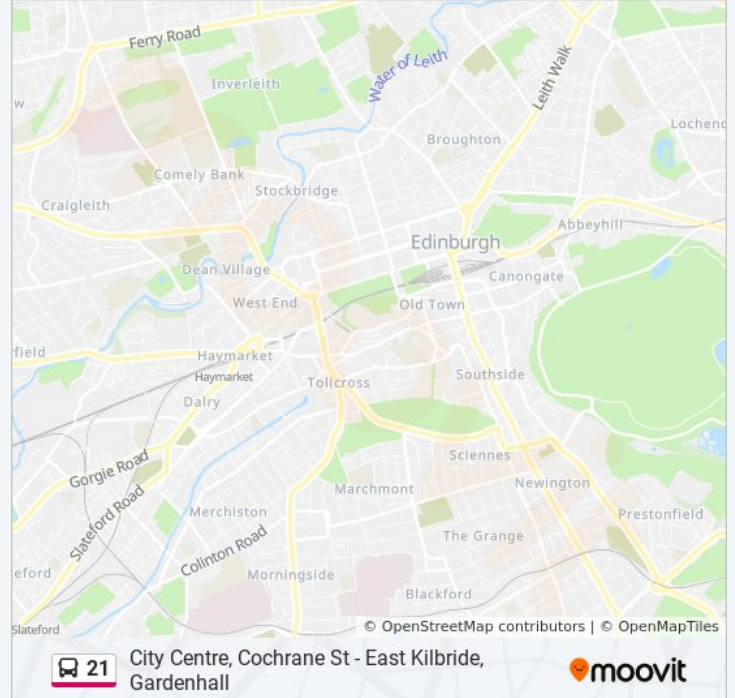 Ferry Road
Inverleith
Water of Leith
Leith Walk
w
Lochend
Broughton
Comely Bank
Stockbridge
Craigleith
Abbeyhill
Edinburgh
Dean Village
Canongate
West End
Old Town
field
Haymarket
Haymarket
Tollcross
Southside
Dalry
Gorgie Road
Sciennes
Marchmont
Newington
Slateford Road
Merchiston
Prestonfield
Colinton Road
The Grange
eford
Morningside
Blackford
Slateford
© OpenStreetMap contributors | © OpenMapTiles
21
City Centre, Cochrane St - East Kilbride,
Gardenhall
moovit